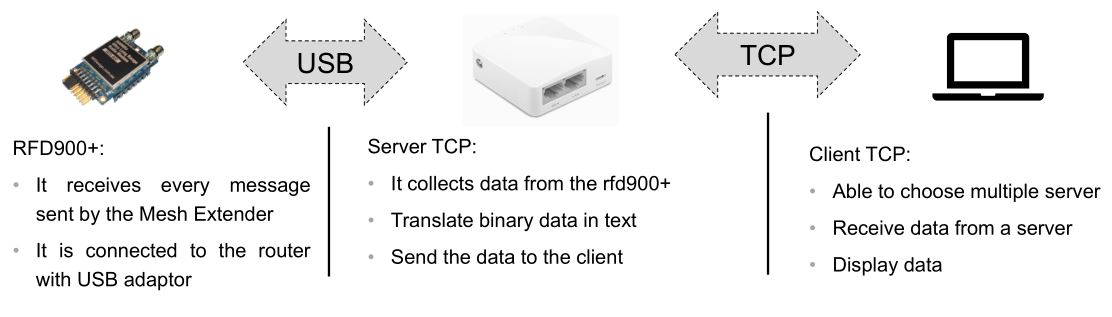 USB
TCP
RFD900+:
• It receives every message
sent by the Mesh Extender
• It is connected to the router
with USB adaptor
Server TCP:
• It collects data from the rfd900+
• Translate binary data in text
• Send the data to the client
Client TCP:
• Able to choose multiple server
• Receive data from a server
• Display data